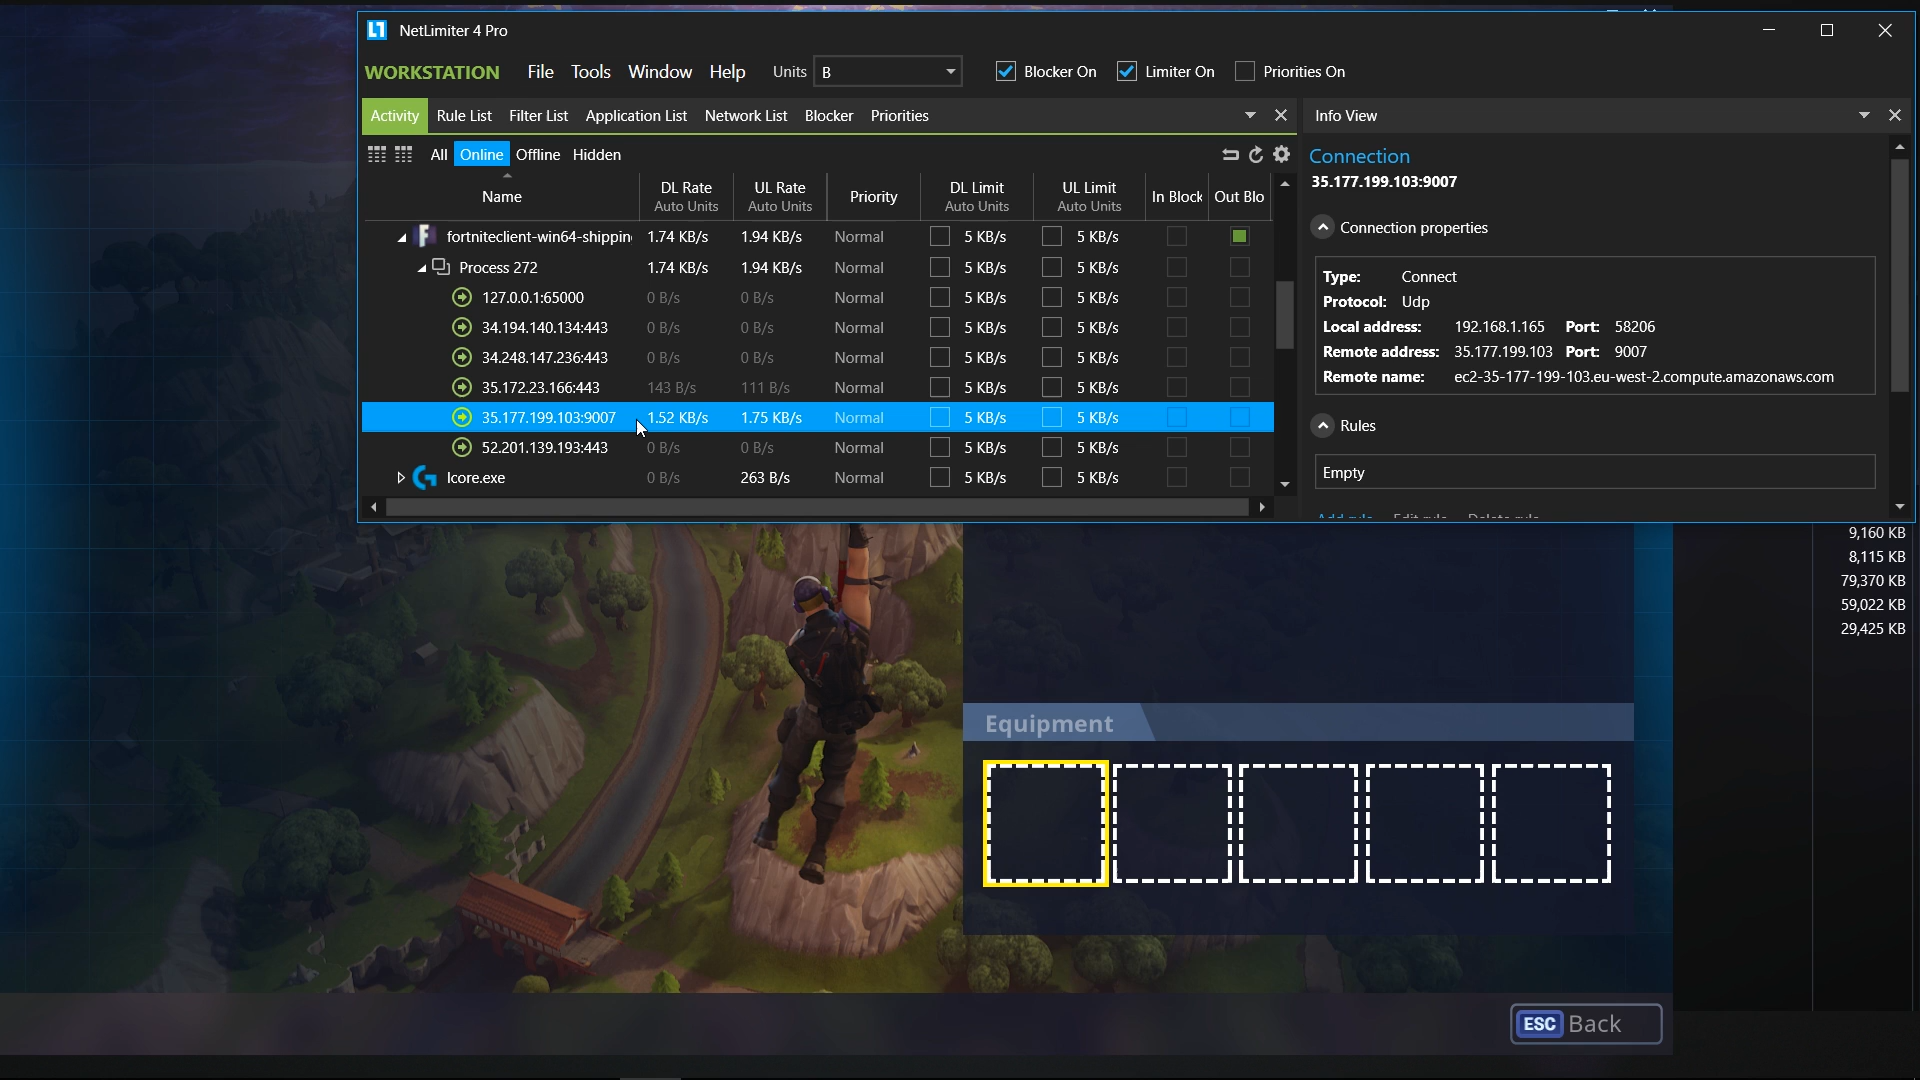 NetLimiter 4 Pro
WORKSTATION File Tools Window Help Units B Blocker On Limiter On Priorities On
Activity Rule List Filter List Application List Network List Blocker Priorities
All Online Offline Hidden
Name DL Rate UL Rate Priority DL Limit UL Limit In Block Out Blo
Auto Units Auto Units Auto Units Auto Units
fortniteclient-win64-shippin 1.74 KB/s 1.94 KB/s Normal 5 KB/s 5 KB/s
Process 272 1.74 KB/s 1.94 KB/s Normal 5 KB/s 5 KB/s
127.0.0.1:65000 0 B/s 0 B/s Normal 5 KB/s 5 KB/s
34.194.140.134:443 0 B/s 0 B/s Normal 5 KB/s 5 KB/s
34.248.147.236:443 0 B/s 0 B/s Normal 5 KB/s 5 KB/s
35.172.23.166:443 143 B/s 111 B/s Normal 5 KB/s 5 KB/s
35.177.199.103:9007 1.52 KB/s 1.75 KB/s Normal 5 KB/s 5 KB/s
52.201.139.193:443 0 B/s 0 B/s Normal 5 KB/s 5 KB/s
lcore.exe 0 B/s 263 B/s Normal 5 KB/s 5 KB/s
Info View
Connection
35.177.199.103:9007
Connection properties
Type: Connect
Protocol: Udp
Local address: 192.168.1.165 Port: 58206
Remote address: 35.177.199.103 Port: 9007
Remote name: ec2-35-177-199-103.eu-west-2.compute.amazonaws.com
Rules
Empty
Add rule Edit rule Delete rule
9,160 KB
8,115 KB
79,370 KB
59,022 KB
29,425 KB
Equipment
ESC Back